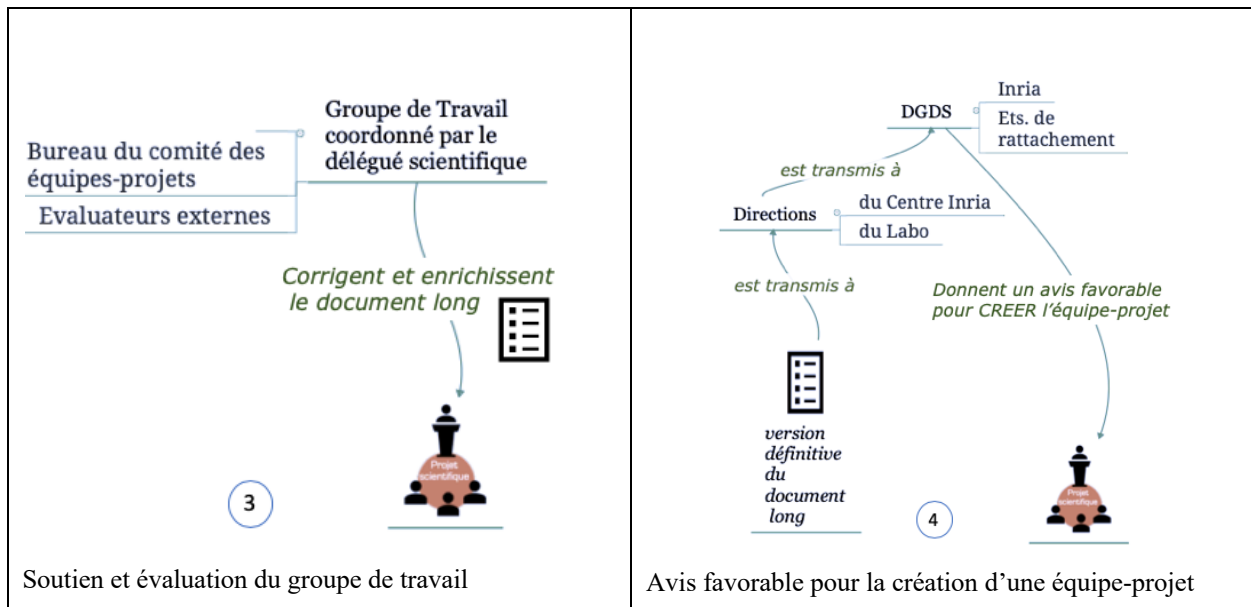 Groupe de Travail
coordonné par le
délégué scientifique
Bureau du comité des
équipes-projets
Evaluateurs externes
Corrigent et enrichissent
le document long
Projet
scientifique
3
Soutien et évaluation du groupe de travail
DGDS
Inria
Ets. de
rattachement
est transmis à
Directions
du Centre Inria
du Labo
est transmis à
Donnent un avis favorable
pour CREER l'équipe-projet
version
définitive
du
document
long
Projet
scientifique
4
Avis favorable pour la création d'une équipe-projet